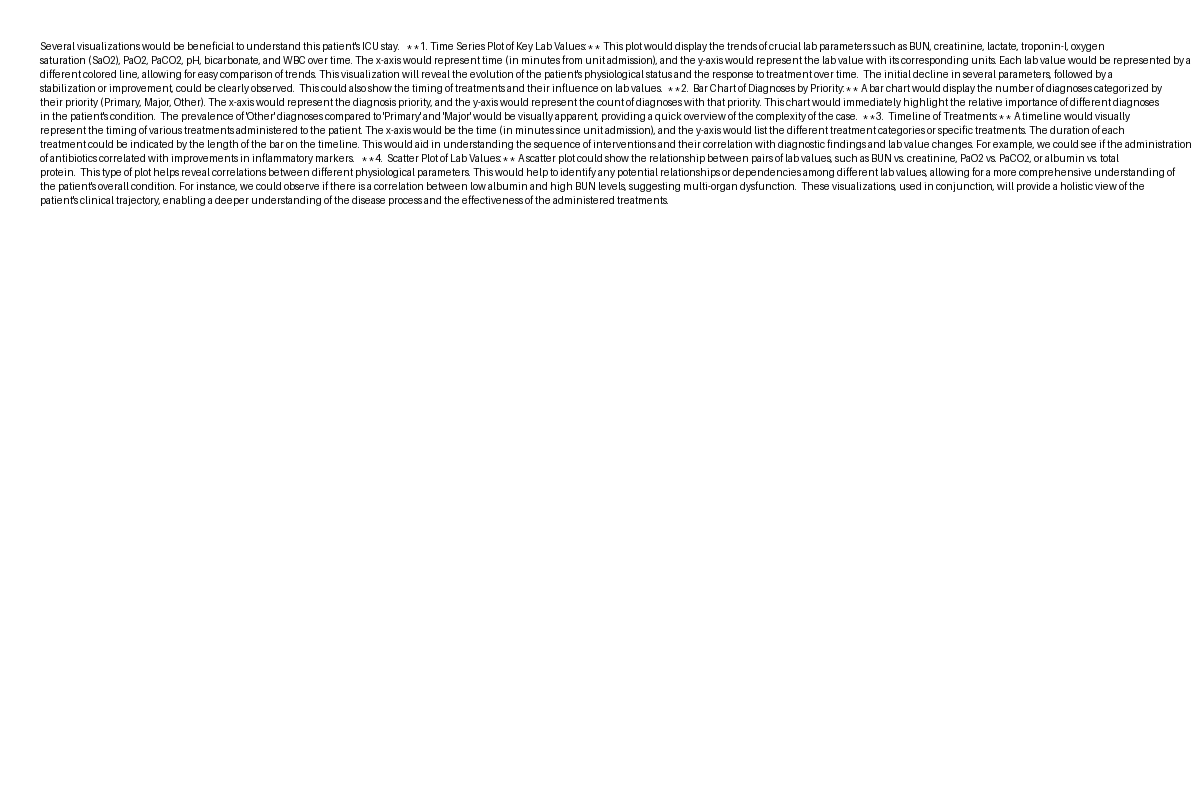 Several visualizations would be beneficial to understand this patient's ICU stay.   **1. Time Series Plot of Key Lab Values:** This plot would display the trends of crucial lab parameters such as BUN, creatinine, lactate, troponin-I, oxygen
saturation (SaO2), PaO2, PaCO2, pH, bicarbonate, and WBC over time. The x-axis would represent time (in minutes from unit admission), and the y-axis would represent the lab value with its corresponding units. Each lab value would be represented by a
different colored line, allowing for easy comparison of trends. This visualization will reveal the evolution of the patient's physiological status and the response to treatment over time.  The initial decline in several parameters, followed by a
stabilization or improvement, could be clearly observed.  This could also show the timing of treatments and their influence on lab values.  **2.  Bar Chart of Diagnoses by Priority:** A bar chart would display the number of diagnoses categorized by
their priority (Primary, Major, Other). The x-axis would represent the diagnosis priority, and the y-axis would represent the count of diagnoses with that priority. This chart would immediately highlight the relative importance of different diagnoses
in the patient's condition.  The prevalence of 'Other' diagnoses compared to 'Primary' and 'Major' would be visually apparent, providing a quick overview of the complexity of the case.  **3.  Timeline of Treatments:** A timeline would visually
represent the timing of various treatments administered to the patient. The x-axis would be the time (in minutes since unit admission), and the y-axis would list the different treatment categories or specific treatments. The duration of each
treatment could be indicated by the length of the bar on the timeline. This would aid in understanding the sequence of interventions and their correlation with diagnostic findings and lab value changes. For example, we could see if the administration
of antibiotics correlated with improvements in inflammatory markers.   **4.  Scatter Plot of Lab Values:** A scatter plot could show the relationship between pairs of lab values, such as BUN vs. creatinine, PaO2 vs. PaCO2, or albumin vs. total
protein.  This type of plot helps reveal correlations between different physiological parameters. This would help to identify any potential relationships or dependencies among different lab values, allowing for a more comprehensive understanding of
the patient's overall condition. For instance, we could observe if there is a correlation between low albumin and high BUN levels, suggesting multi-organ dysfunction.  These visualizations, used in conjunction, will provide a holistic view of the
patient's clinical trajectory, enabling a deeper understanding of the disease process and the effectiveness of the administered treatments.